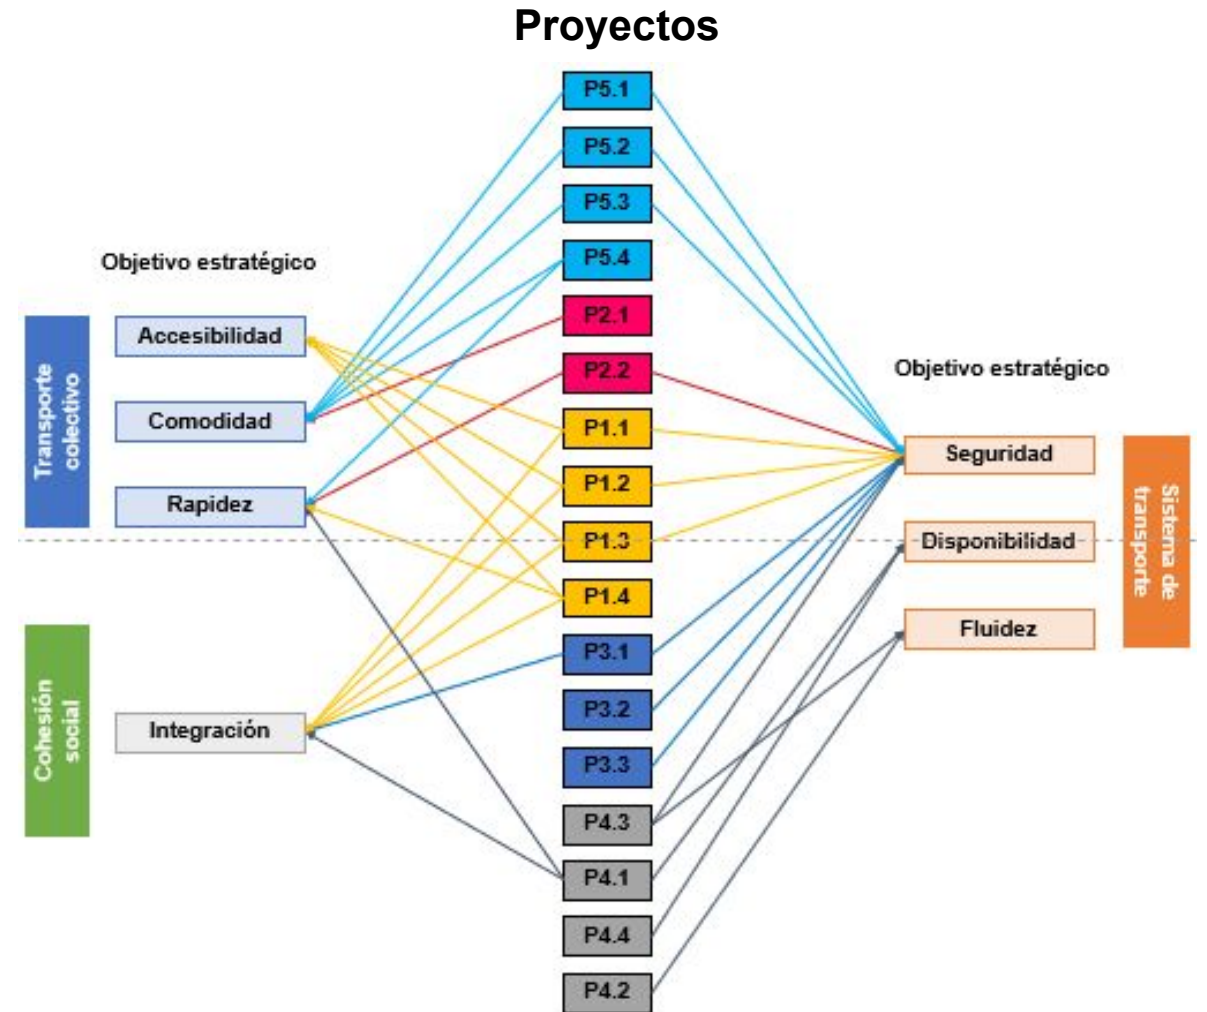 Proyectos
Objetivo estratégico
Transporte
colectivo
Accesibilidad
Comodidad
Rapidez
Cohesión
social
Integración
P5.1
P5.2
P5.3
P5.4
P2.1
P2.2
P1.1
P1.2
P1.3
P1.4
P3.1
P3.2
P3.3
P4.3
P4.1
P4.4
P4.2
Objetivo estratégico
Seguridad
Disponibilidad
Fluidez
Sistema de
transporte